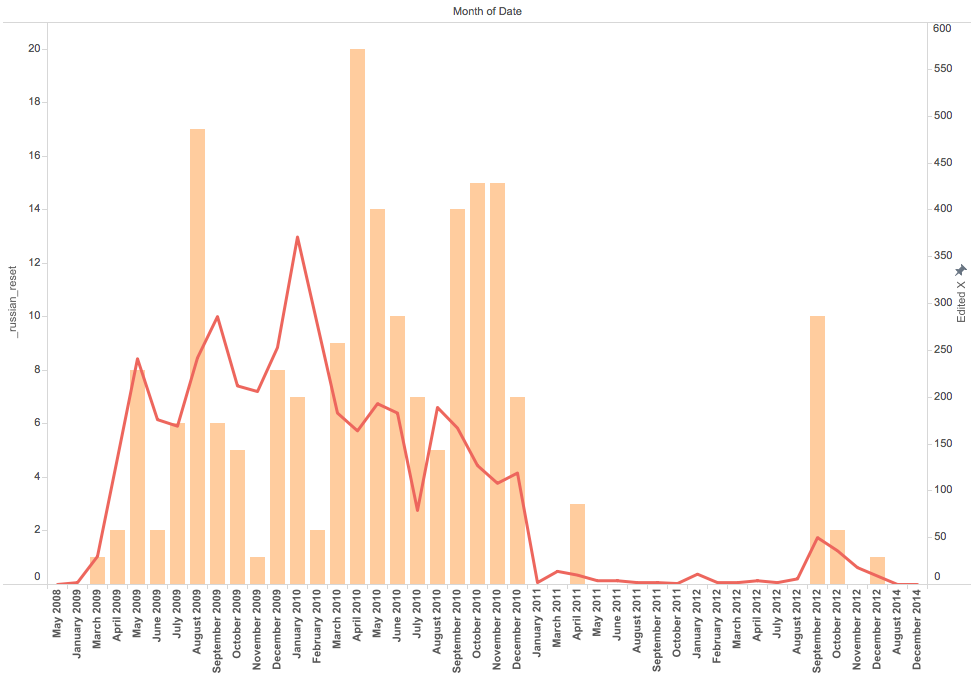 Month of Date
20
18
16
14
12
10
8
6
4
2
0
_russian_reset
600
550
500
450
400
350
300
250
200
150
100
50
0
Edited X
May 2008
January 2009
March 2009
April 2009
May 2009
June 2009
July 2009
August 2009
September 2009
October 2009
November 2009
December 2009
January 2010
February 2010
March 2010
April 2010
May 2010
June 2010
July 2010
August 2010
September 2010
October 2010
November 2010
December 2010
January 2011
March 2011
April 2011
May 2011
June 2011
August 2011
September 2011
October 2011
January 2012
February 2012
March 2012
April 2012
July 2012
August 2012
September 2012
October 2012
November 2012
December 2012
August 2014
December 2014